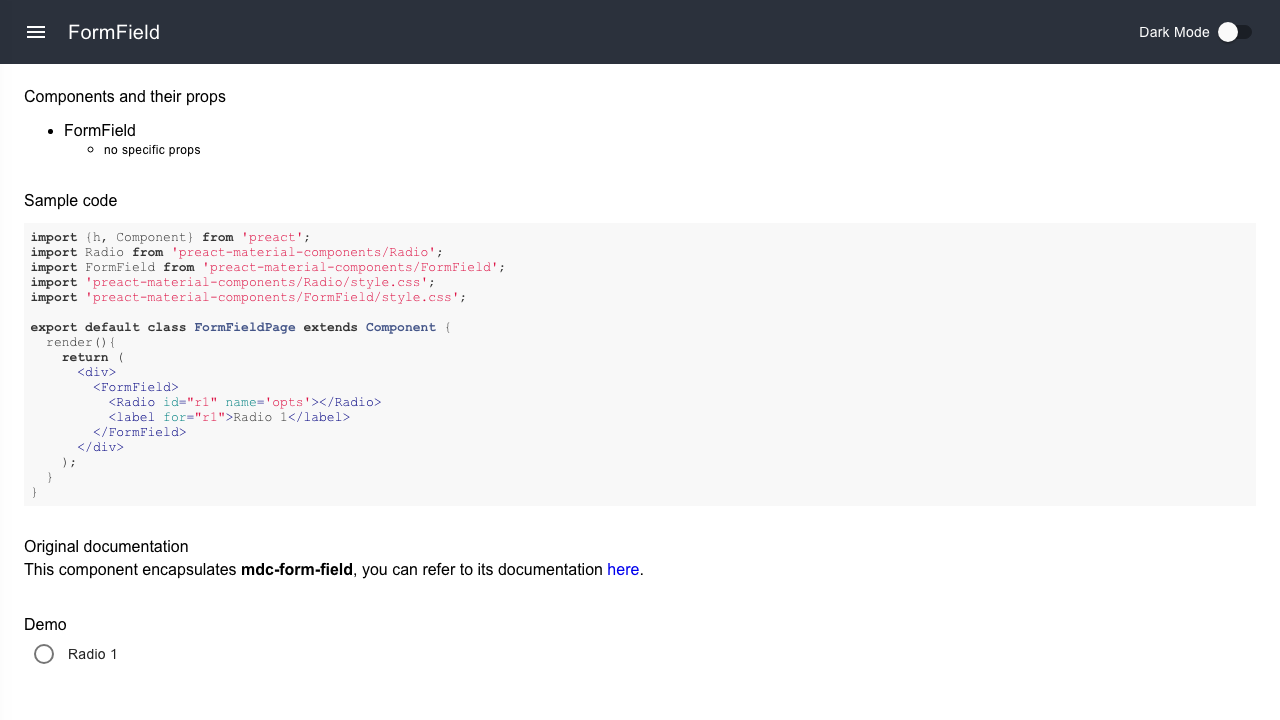 FormField
Dark Mode
Components and their props
FormField
no specific props
Sample code
import {h, Component} from 'preact';
import Radio from 'preact-material-components/Radio';
import FormField from 'preact-material-components/FormField';
import 'preact-material-components/Radio/style.css';
import 'preact-material-components/FormField/style.css';
export default class FormFieldPage extends Component {
render(){
return (
<div>
<FormField>
<Radio id="r1" name='opts'></Radio>
<label for="r1">Radio 1</label>
</FormField>
</div>
);
}
}
Original documentation
This component encapsulates mdc-form-field, you can refer to its documentation here.
Demo
Radio 1